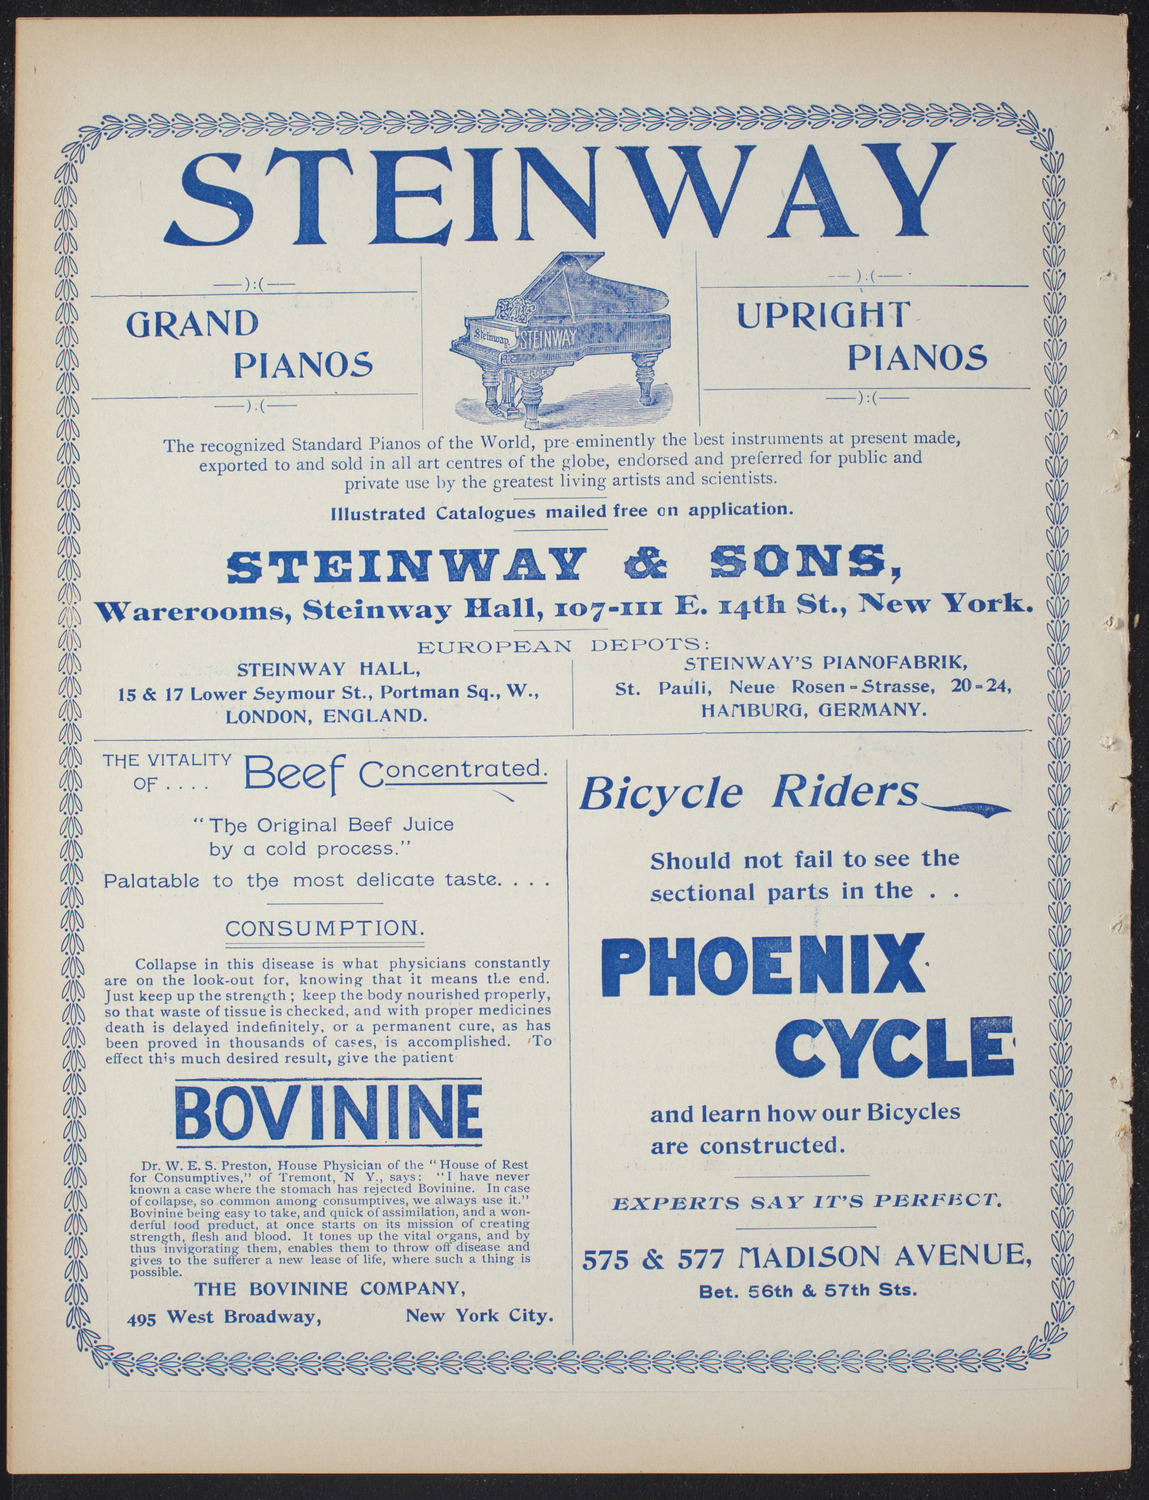 STEINWAY
GRAND
PIANOS
Steinway
STEINWAY
UPRIGHT
PIANOS
The recognized Standard Pianos of the World, pre-eminently the best instruments at present made,
exported to and sold in all art centres of the globe, endorsed and preferred for public and
private use by the greatest living artists and scientists.
Illustrated Catalogues mailed free on application.
STEINWAY & SONS,
Warerooms, Steinway Hall, 107-111 E. 14th St., New York.
EUROPEAN DEPOTS:
STEINWAY HALL,
15 & 17 Lower Seymour St., Portman Sq., W.,
LONDON, ENGLAND.
STEINWAY'S PIANOFABRIK,
St. Pauli, Neue Rosen-Strasse, 20-24,
HAMBURG, GERMANY.
THE VITALITY
OF . . . . Beef Concentrated.
"The Original Beef Juice
by a cold process."
Palatable to the most delicate taste. . . .
CONSUMPTION.
Collapse in this disease is what physicians constantly
are on the look-out for, knowing that it means the end.
Just keep up the strength; keep the body nourished properly,
so that waste of tissue is checked, and with proper medicines
death is delayed indefinitely, or a permanent cure, as has
been proved in thousands of cases, is accomplished. To
effect this much desired result, give the patient
BOVININE
Dr. W. E. S. Preston, House Physician of the "House of Rest
for Consumptives," of Tremont, N Y., says: "I have never
known a case where the stomach has rejected Bovinine. In case
of collapse, so common among consumptives, we always use it."
Bovinine being easy to take, and quick of assimilation, and a won-
derful food product, at once starts on its mission of creating
strength, flesh and blood. It tones up the vital organs, and by
thus invigorating them, enables them to throw off disease and
gives to the sufferer a new lease of life, where such a thing is
possible.
THE BOVININE COMPANY,
495 West Broadway, New York City.
Bicycle Riders
Should not fail to see the
sectional parts in the . .
PHOENIX
CYCLE
and learn how our Bicycles
are constructed.
EXPERTS SAY IT'S PERFECT.
575 & 577 MADISON AVENUE,
Bet. 56th & 57th Sts.